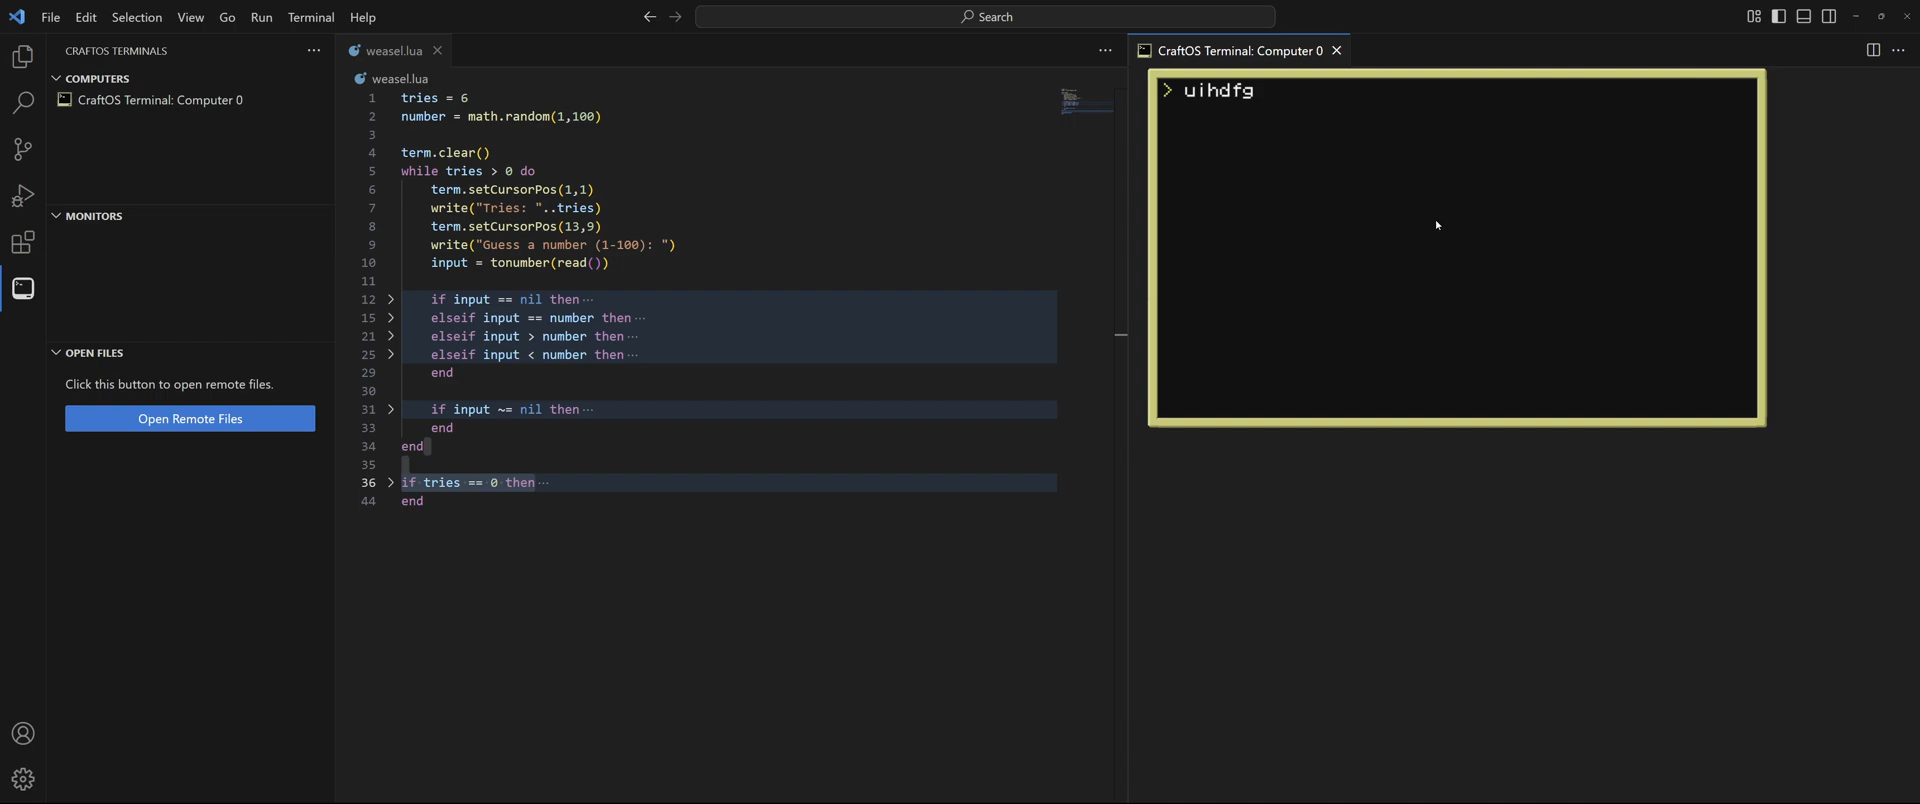 File Edit Selection View Go Run Terminal Help
Search
CRAFTOS TERMINALS
COMPUTERS
CraftOS Terminal: Computer 0
MONITORS
OPEN FILES
Click this button to open remote files.
Open Remote Files
weasel.lua
weasel.lua
1 tries = 6
2 number = math.random(1,100)
3
4 term.clear()
5 while tries > 0 do
6 term.setCursorPos(1,1)
7 write("Tries: "..tries)
8 term.setCursorPos(13,9)
9 write("Guess a number (1-100): ")
10 input = tonumber(read())
11
12 if input == nil then ···
15 elseif input == number then ···
21 elseif input > number then ···
25 elseif input < number then ···
29 end
30
31 if input ~= nil then ···
33 end
34 end
35
36 if tries == 0 then ···
44 end
CraftOS Terminal: Computer 0
> uihdfg